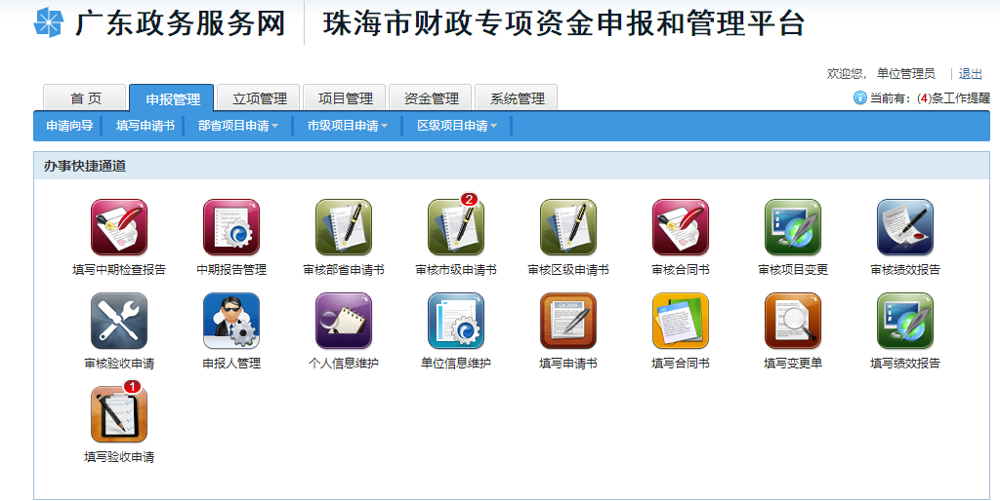 广东政务服务网 珠海市财政专项资金申报和管理平台
欢迎您， 单位管理员 | 退出
首 页 申报管理 立项管理 项目管理 资金管理 系统管理
当前有：(4)条工作提醒
申请向导 填写申请书 部省项目申请 市级项目申请 区级项目申请
办事快捷通道
2
填写中期检查报告 中期报告管理 审核部省申请书 审核市级申请书 审核区级申请书 审核合同书 审核项目变更 审核绩效报告
审核验收申请 申报人管理 个人信息维护 单位信息维护 填写申请书 填写合同书 填写变更单 填写绩效报告
1
填写验收申请